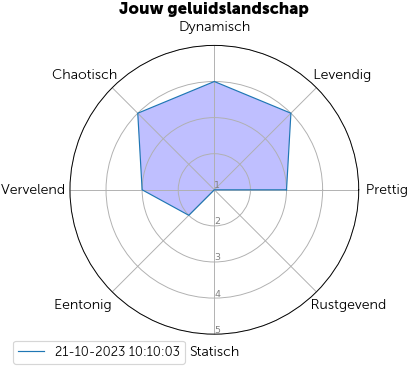 Jouw geluidslandschap
Dynamisch
Chaotisch
Levendig
Vervelend
1
Prettig
2
3
4
Eentonig
Rustgevend
5
21-10-2023 10:10:03
Statisch